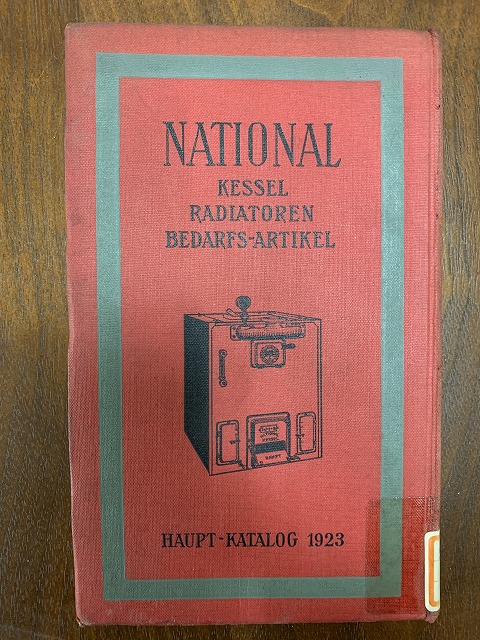 NATIONAL
KESSEL
RADIATOREN
BEDARFS-ARTIKEL
HAUPT-KATALOG 1923